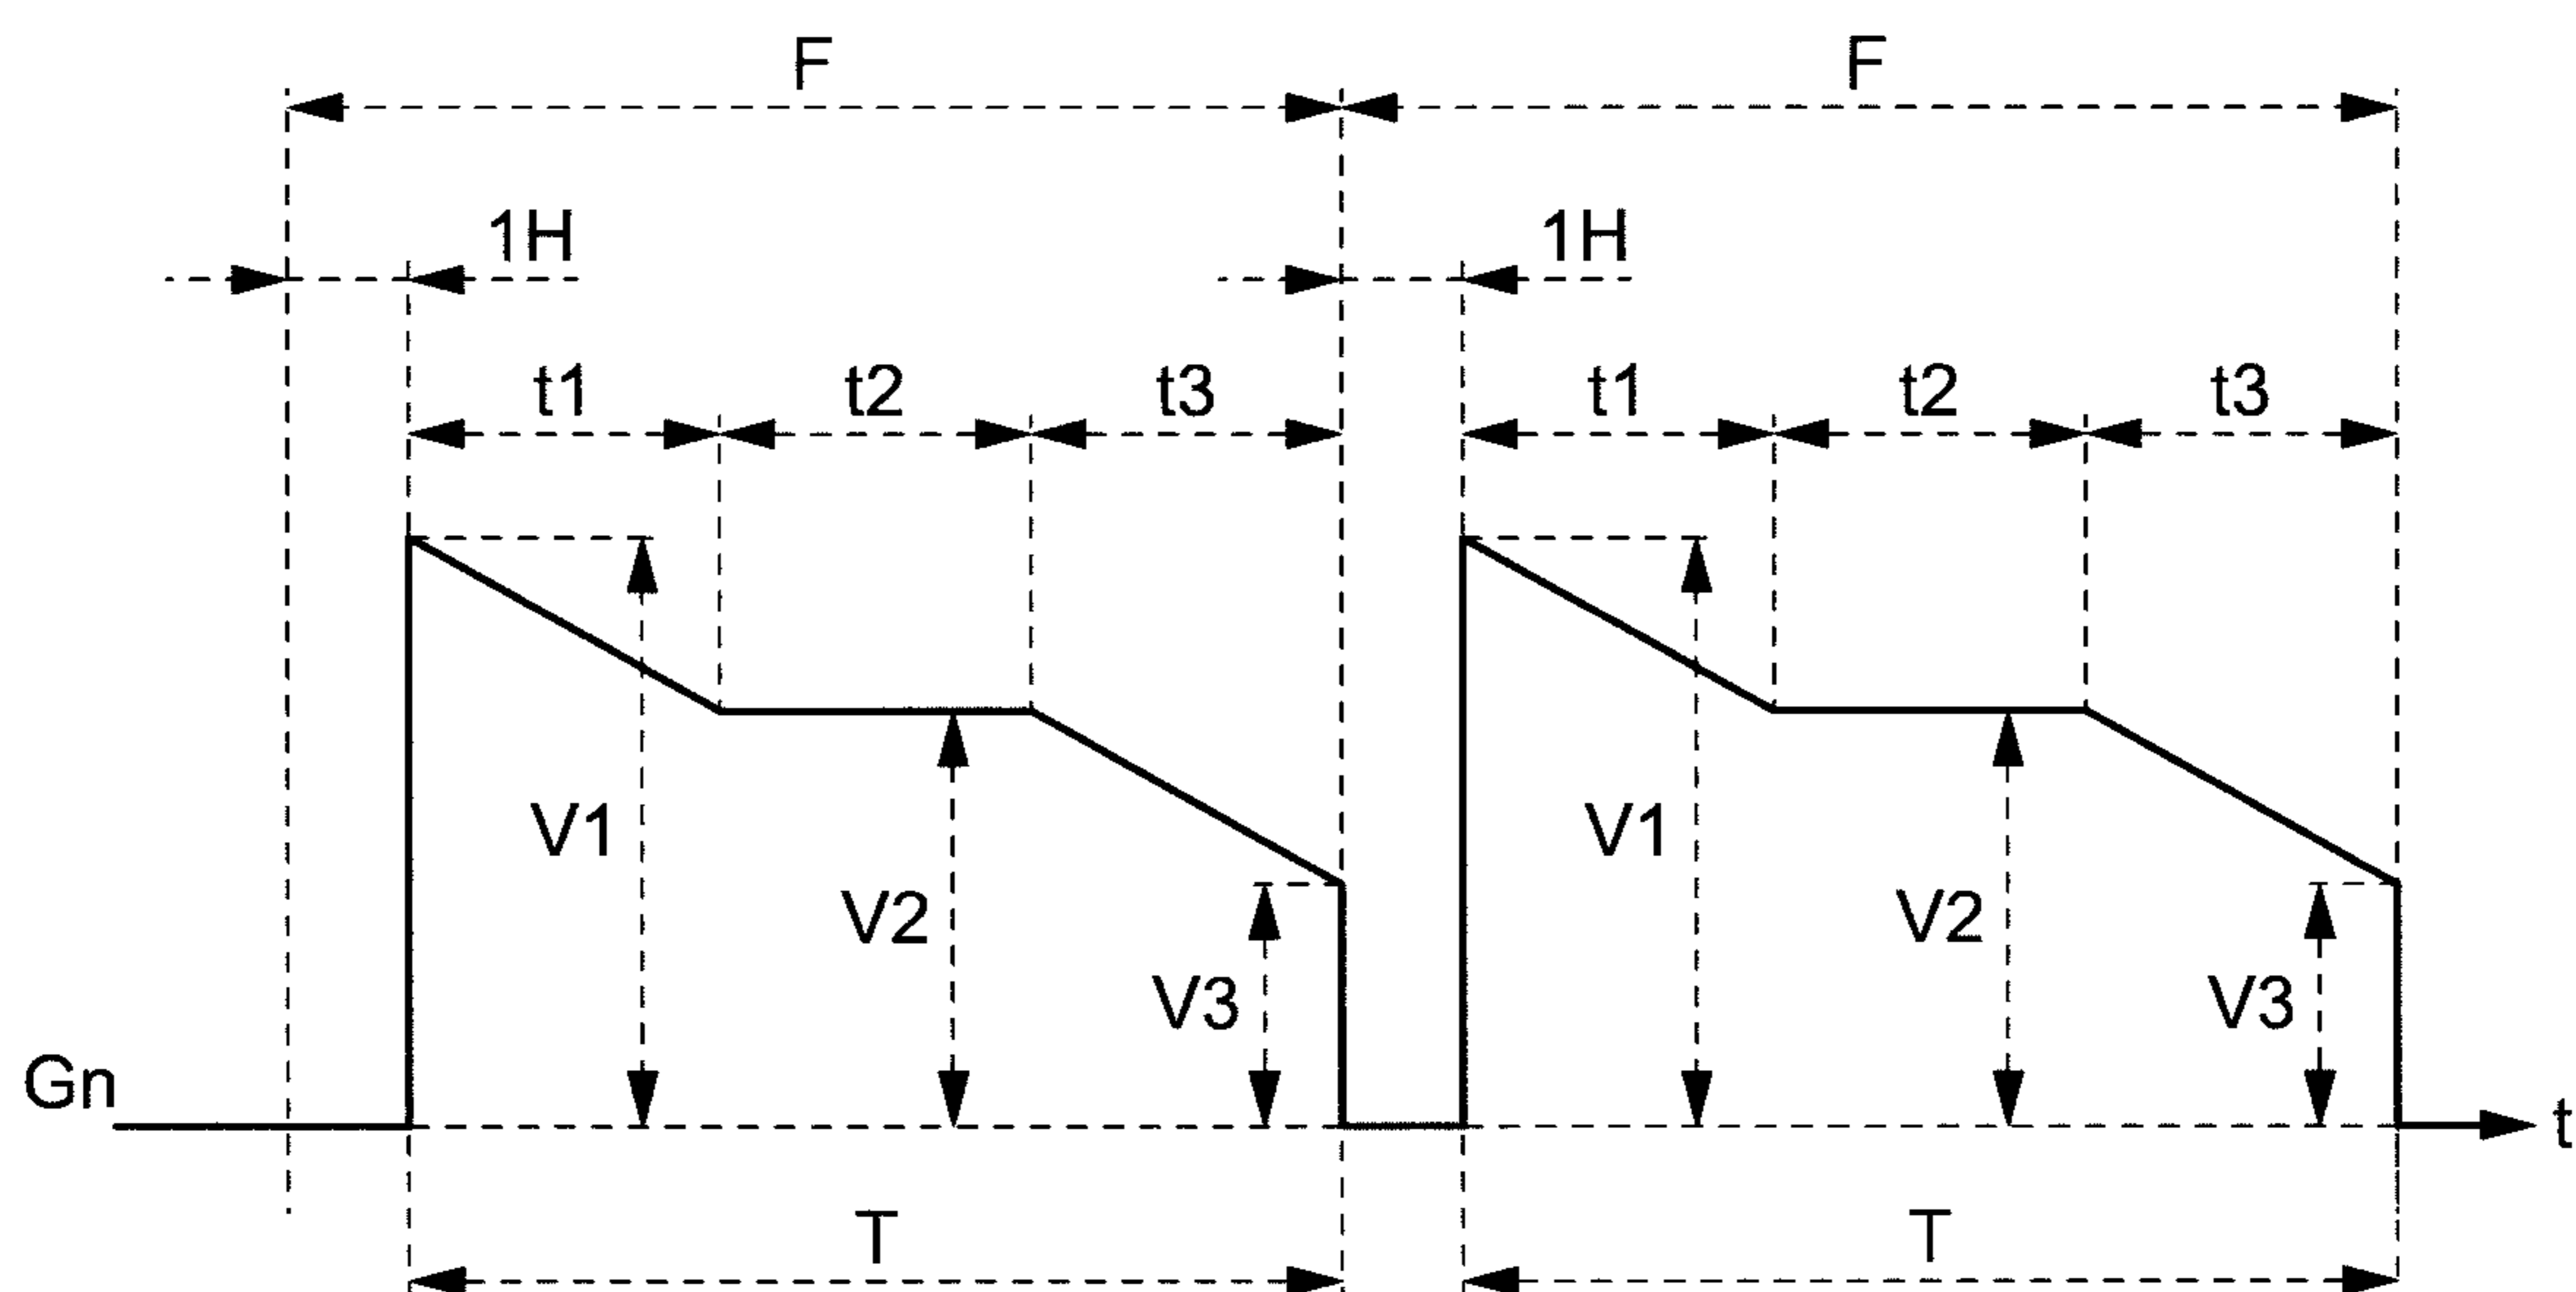 F F
1H 1H
t1 t2 t3 t1 t2 t3
V1 V1
V2 V2
V3 V3
Gn t
T T